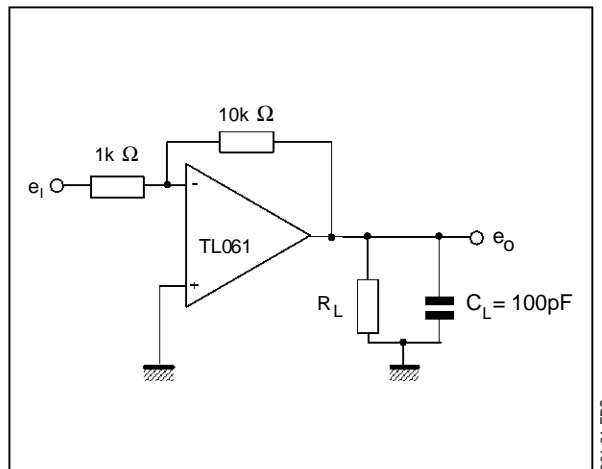 10k Ω
1k Ω
e_I
-
TL061
+
e_o
R_L
C_L = 100pF